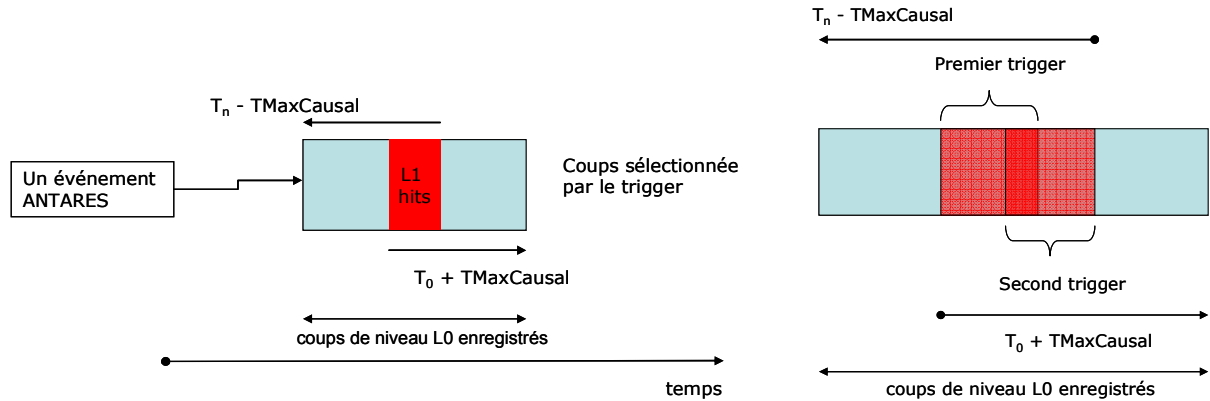 Tn - TMaxCausal
Un événement
ANTARES
L1
hits
T0 + TMaxCausal
coups de niveau L0 enregistrés
temps
Coups sélectionnée
par le trigger
Tn - TMaxCausal
Premier trigger
Second trigger
T0 + TMaxCausal
coups de niveau L0 enregistrés